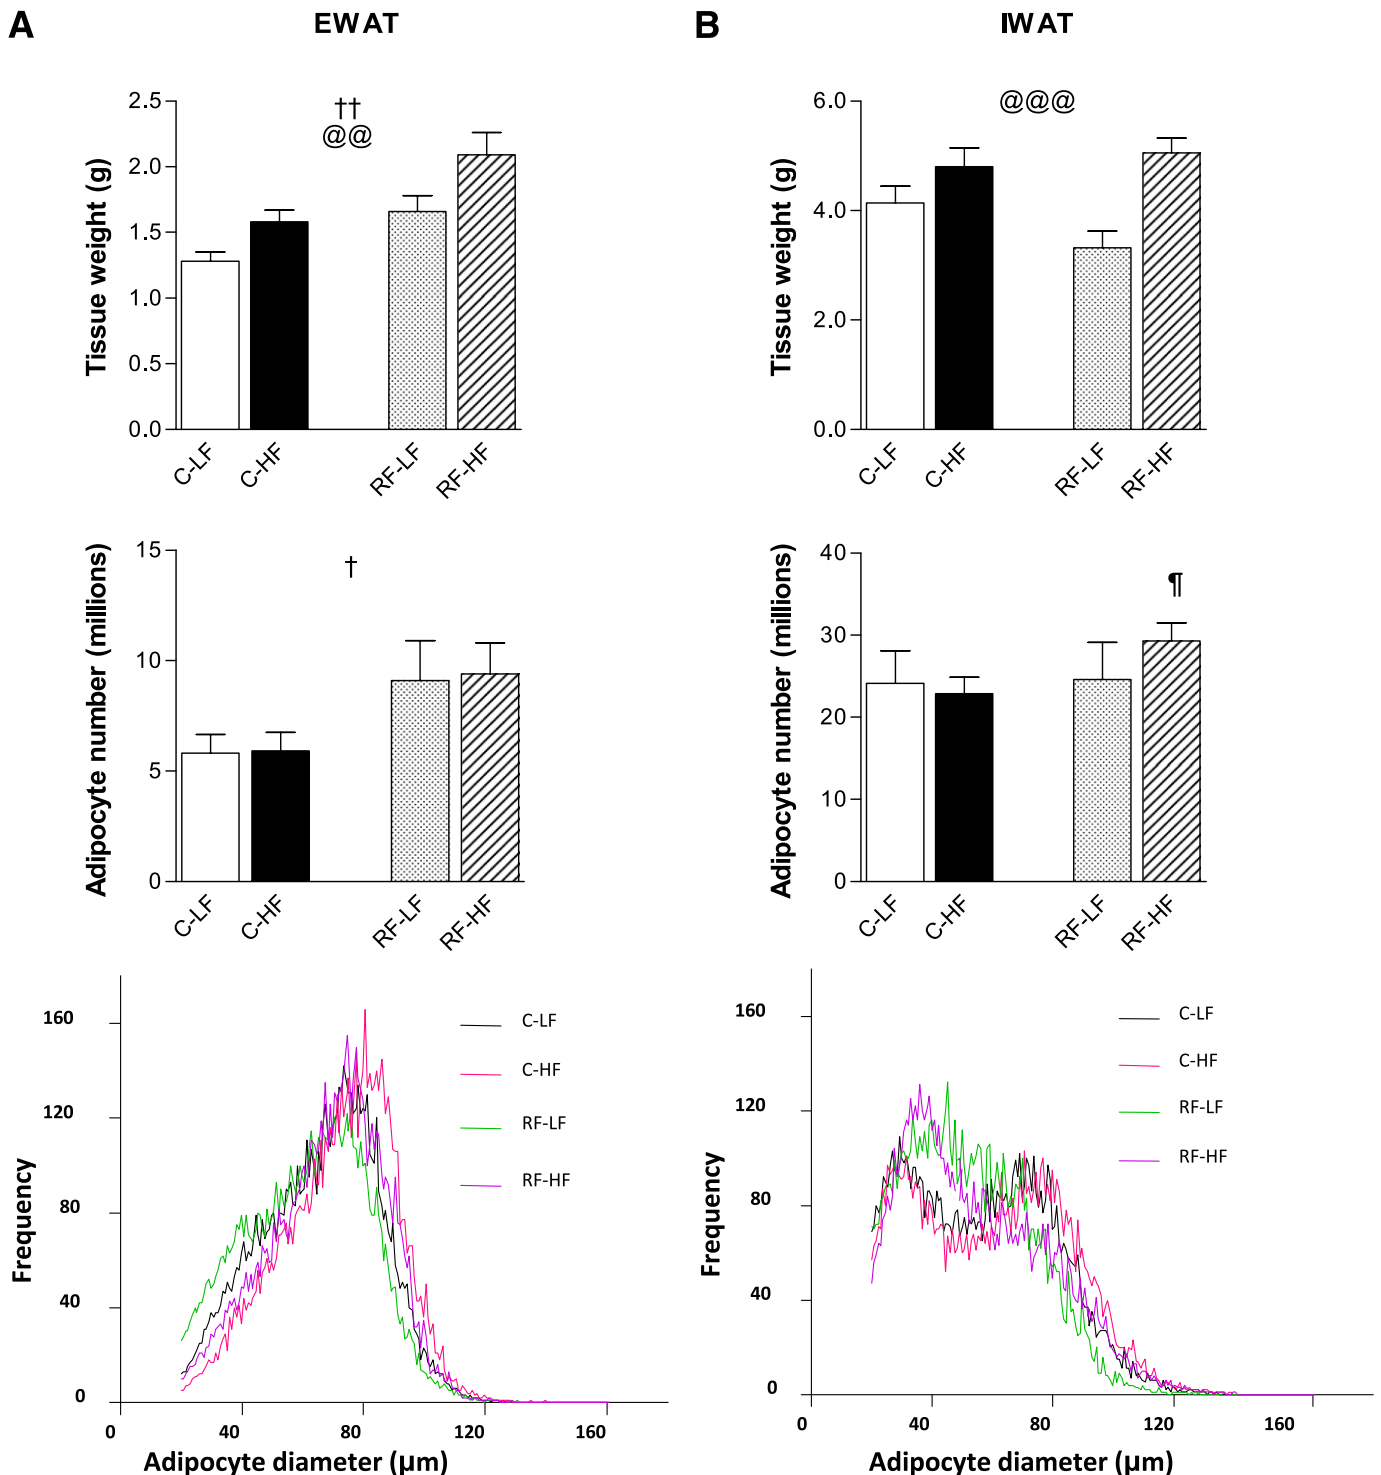 A
EWAT
Tissue weight (g)
2.5
2.0
1.5
1.0
0.5
0.0
††
@@
C-LF
C-HF
RF-LF
RF-HF
Adipocyte number (millions)
15
10
5
0
†
C-LF
C-HF
RF-LF
RF-HF
Frequency
160
120
80
40
0
C-LF
C-HF
RF-LF
RF-HF
0
40
80
120
160
Adipocyte diameter (µm)
B
IWAT
Tissue weight (g)
6.0
4.0
2.0
0.0
@@@
C-LF
C-HF
RF-LF
RF-HF
Adipocyte number (millions)
40
30
20
10
0
¶
C-LF
C-HF
RF-LF
RF-HF
Frequency
160
120
80
40
0
C-LF
C-HF
RF-LF
RF-HF
0
40
80
120
160
Adipocyte diameter (µm)